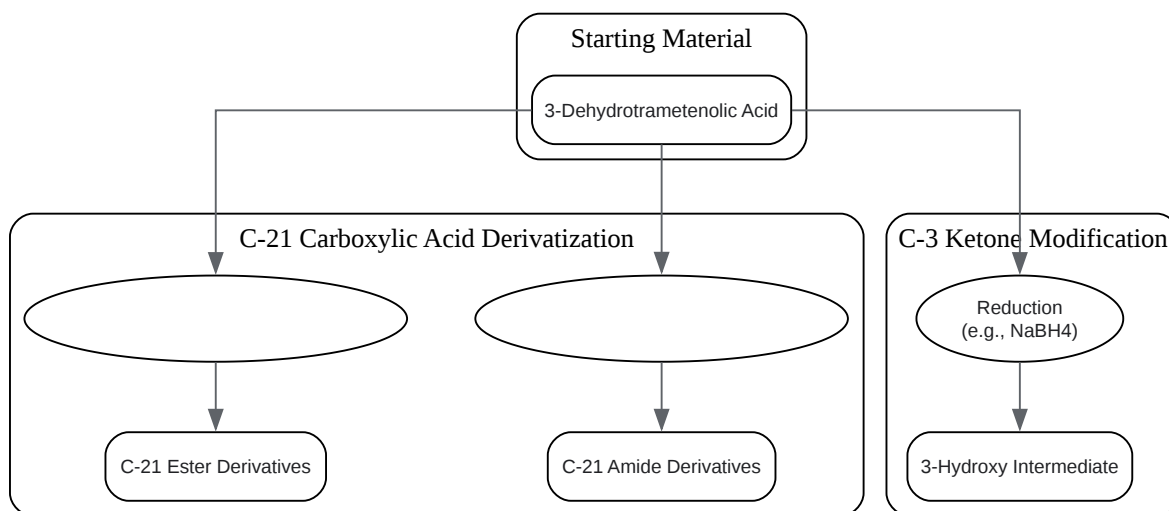 Starting Material
3-Dehydrotrametenolic Acid
C-21 Carboxylic Acid Derivatization
C-3 Ketone Modification
Reduction
(e.g., NaBH4)
C-21 Ester Derivatives
C-21 Amide Derivatives
3-Hydroxy Intermediate